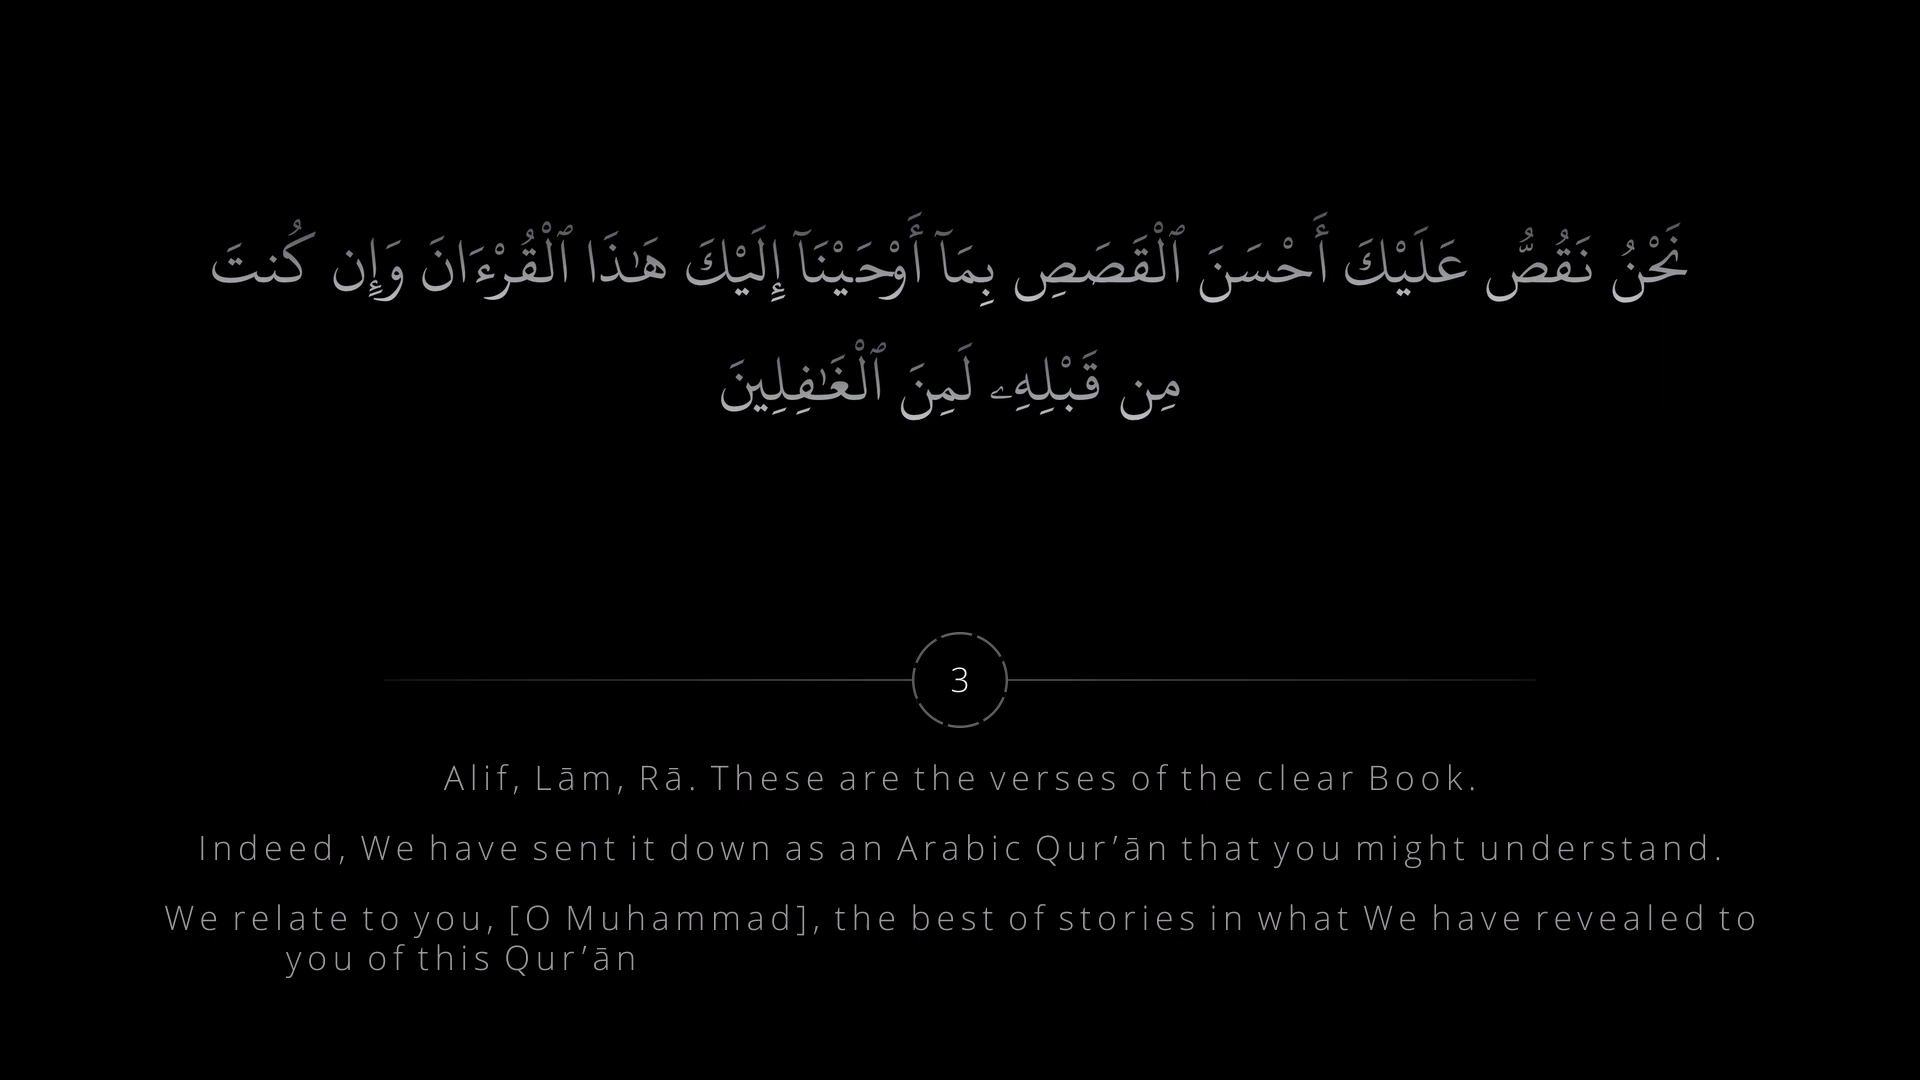 نَحْنُ نَقُصُّ عَلَيْكَ أَحْسَنَ ٱلْقَصَصِ بِمَآ أَوْحَيْنَآ إِلَيْكَ هَـٰذَا ٱلْقُرْءَانَ وَإِن كُنتَ
مِن قَبْلِهِۦ لَمِنَ ٱلْغَـٰفِلِينَ
3
Alif, Lām, Rā. These are the verses of the clear Book.
Indeed, We have sent it down as an Arabic Qur’ān that you might understand.
We relate to you, [O Muhammad], the best of stories in what We have revealed to
you of this Qur’ān